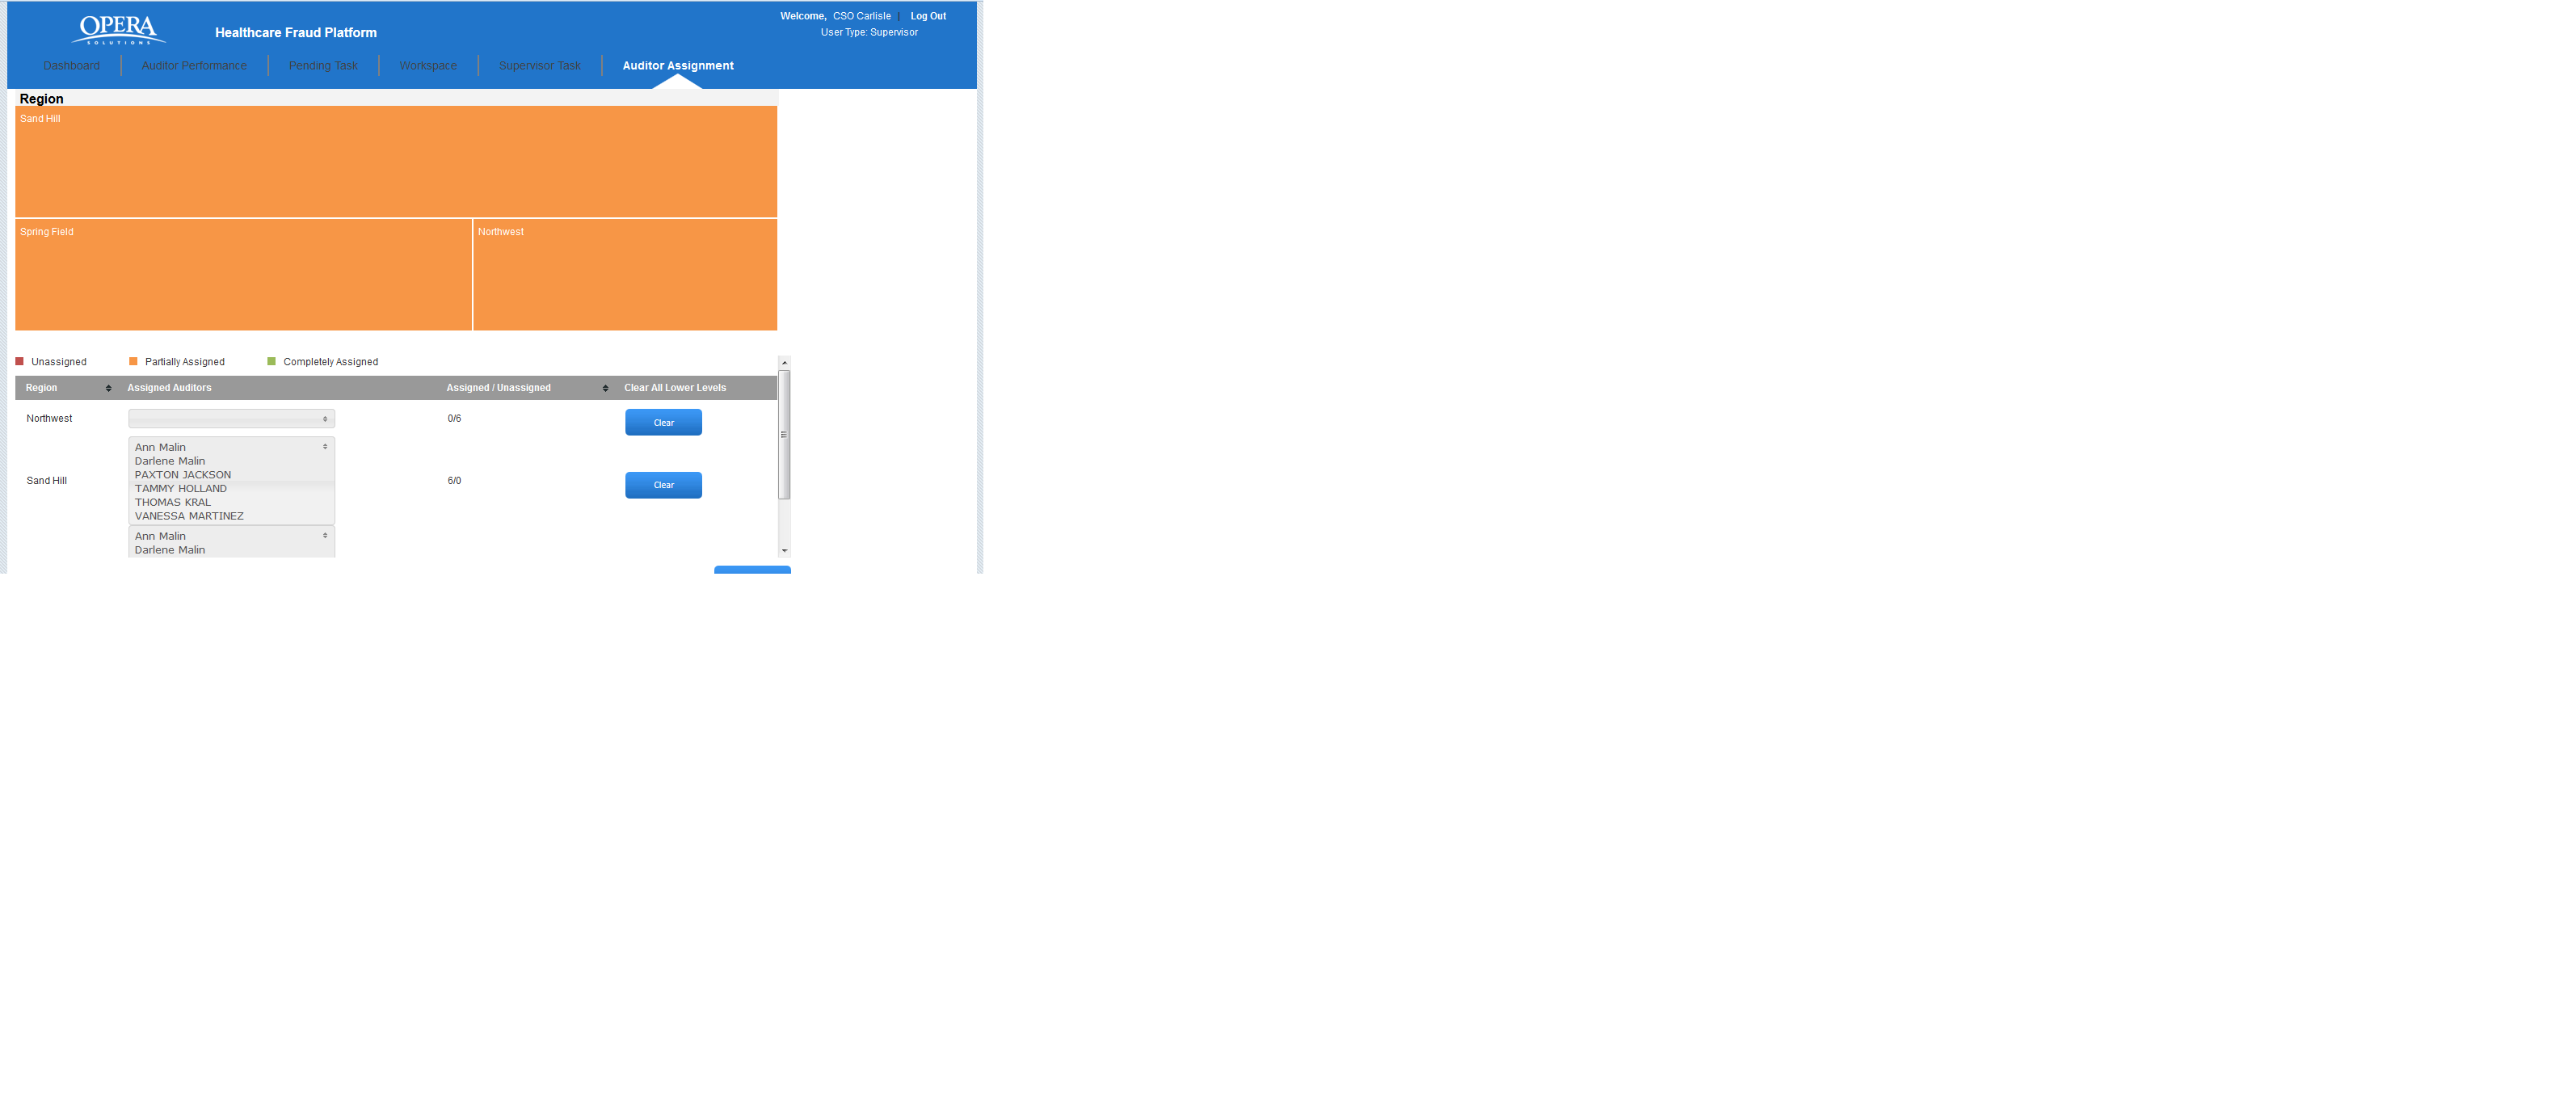 OPERA
SOLUTIONS
Healthcare Fraud Platform
Welcome, CSO Carlisle | Log Out
User Type: Supervisor
Dashboard
Auditor Performance
Pending Task
Workspace
Supervisor Task
Auditor Assignment
Region
Sand Hill
Spring Field
Northwest
Unassigned
Partially Assigned
Completely Assigned
Region
Assigned Auditors
Assigned / Unassigned
Clear All Lower Levels
Northwest
0/6
Clear
Ann Malin
Darlene Malin
PAXTON JACKSON
TAMMY HOLLAND
THOMAS KRAL
VANESSA MARTINEZ
Sand Hill
6/0
Clear
Ann Malin
Darlene Malin